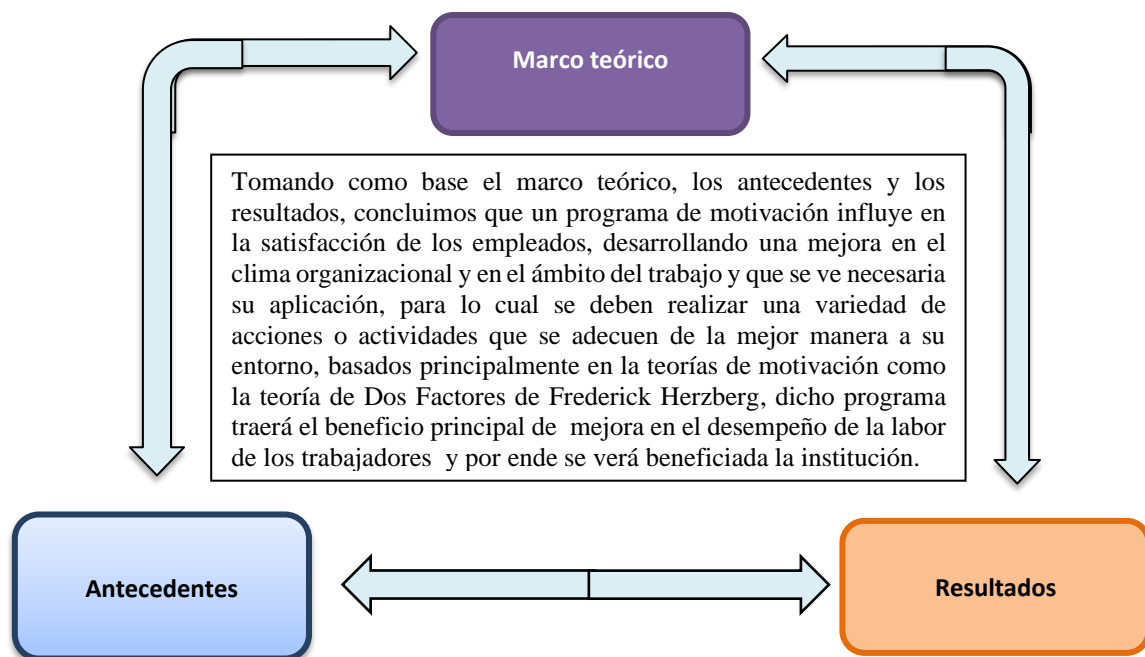 Marco teórico
Tomando como base el marco teórico, los antecedentes y los
resultados, concluimos que un programa de motivación influye en
la satisfacción de los empleados, desarrollando una mejora en el
clima organizacional y en el ámbito del trabajo y que se ve necesaria
su aplicación, para lo cual se deben realizar una variedad de
acciones o actividades que se adecuen de la mejor manera a su
entorno, basados principalmente en la teorías de motivación como
la teoría de Dos Factores de Frederick Herzberg, dicho programa
traerá el beneficio principal de mejora en el desempeño de la labor
de los trabajadores y por ende se verá beneficiada la institución.
Antecedentes
Resultados